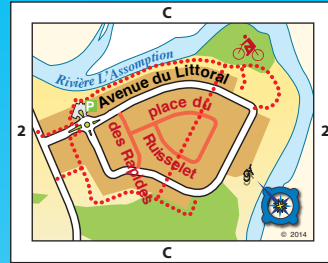 C
Rivière L'Assomption
Avenue du Littoral
P
place du
Ruisselet
des Rapides
2
2
© 2014
C